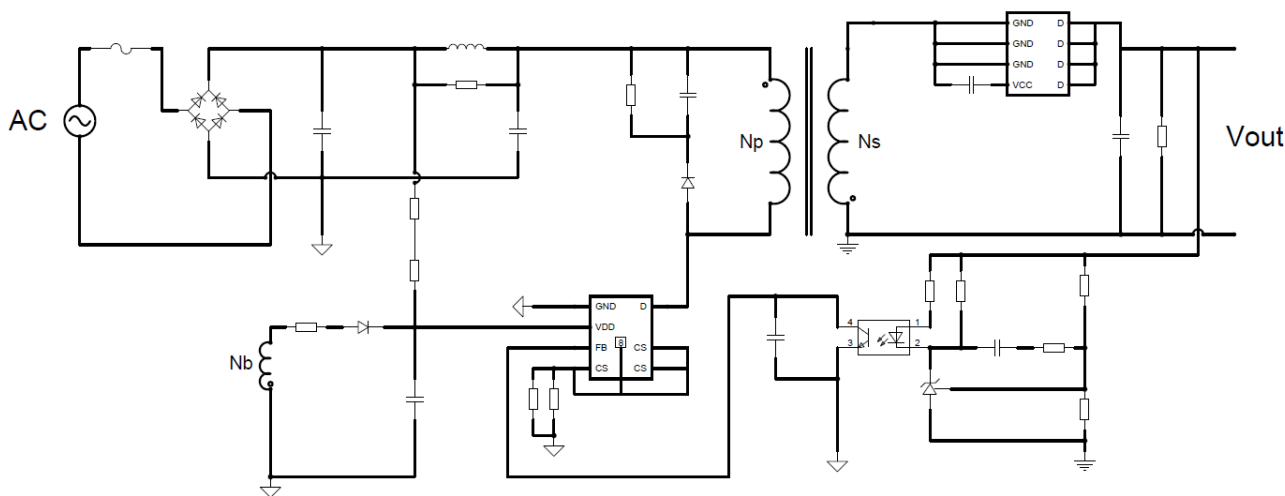 AC
Np
Ns
GND D
GND D
GND D
VCC D
Vout
Nb
GND D
VDD
8
FB CS
CS CS
4 1
3 2